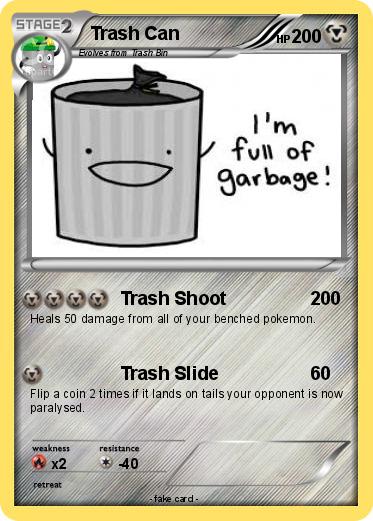 STAGE2
Trash Can
HP 200
Evolves from Trash Bin
I'm
full of
garbage!
Trash Shoot 200
Heals 50 damage from all of your benched pokemon.
Trash Slide 60
Flip a coin 2 times if it lands on tails your opponent is now
paralysed.
weakness resistance
x2 -40
retreat
- fake card -